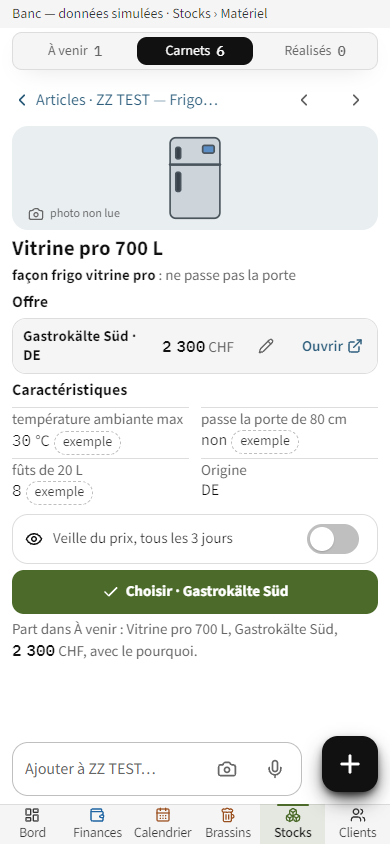 Banc — données simulées · Stocks › Matériel
À venir 1 Carnets 6 Réalisés 0
Articles · ZZ TEST — Frigo…
photo non lue
Vitrine pro 700 L
façon frigo vitrine pro : ne passe pas la porte
Offre
Gastrokälte Süd · DE 2 300 CHF Ouvrir
Caractéristiques
température ambiante max passe la porte de 80 cm
30 °C exemple non exemple
fûts de 20 L Origine
8 exemple DE
Veille du prix, tous les 3 jours
Choisir · Gastrokälte Süd
Part dans À venir : Vitrine pro 700 L, Gastrokälte Süd,
2 300 CHF, avec le pourquoi.
Ajouter à ZZ TEST…
Bord Finances Calendrier Brassins Stocks Clients